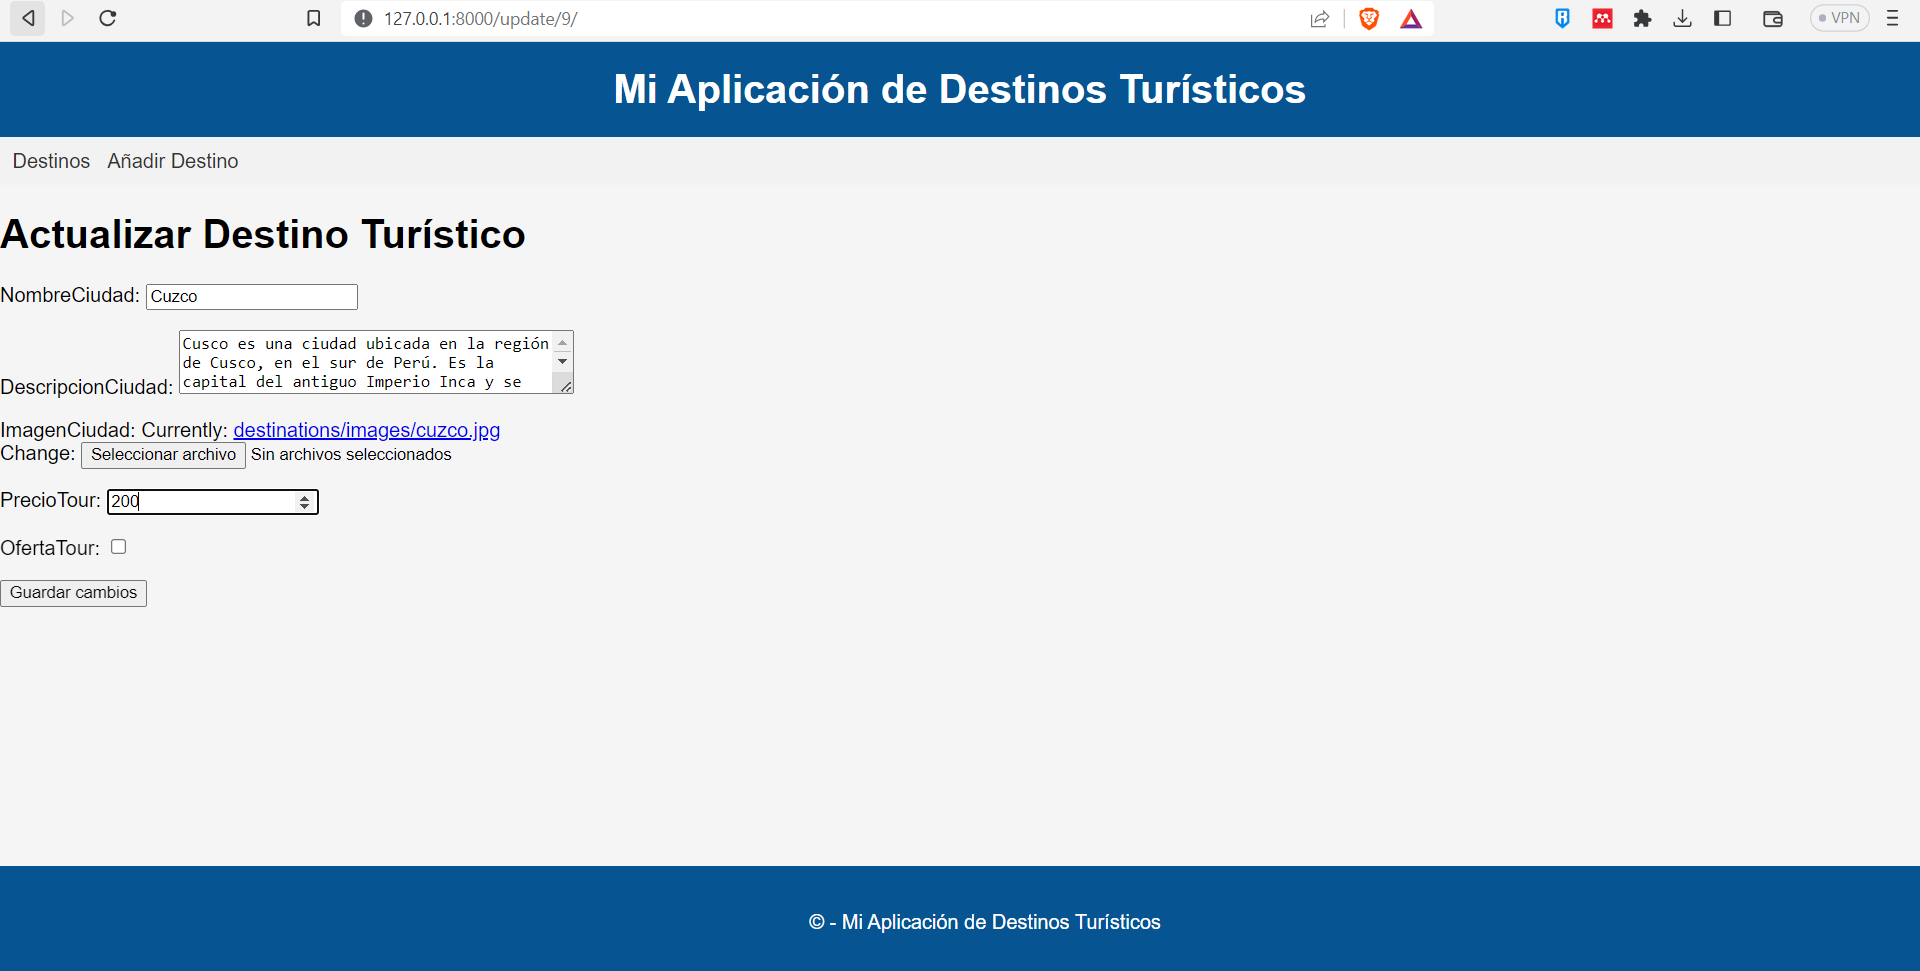 127.0.0.1:8000/update/9/
VPN
Mi Aplicación de Destinos Turísticos
Destinos Añadir Destino
Actualizar Destino Turístico
NombreCiudad: Cuzco
Cusco es una ciudad ubicada en la región
de Cusco, en el sur de Perú. Es la
capital del antiguo Imperio Inca y se
DescripcionCiudad:
ImagenCiudad: Currently: destinations/images/cuzco.jpg
Change: Seleccionar archivo Sin archivos seleccionados
PrecioTour: 200
OfertaTour:
Guardar cambios
© - Mi Aplicación de Destinos Turísticos